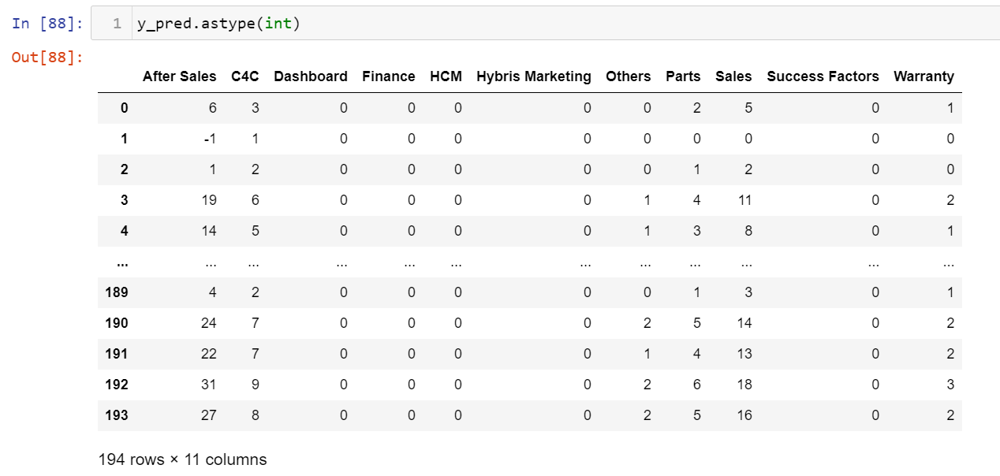 In [88]: 1 y_pred.astype(int)
Out[88]:
After Sales C4C Dashboard Finance HCM Hybris Marketing Others Parts Sales Success Factors Warranty
0 6 3 0 0 0 0 0 2 5 0 1
1 -1 1 0 0 0 0 0 0 0 0 0
2 1 2 0 0 0 0 0 1 2 0 0
3 19 6 0 0 0 0 1 4 11 0 2
4 14 5 0 0 0 0 1 3 8 0 1
... ... ... ... ... ... ... ... ... ... ... ...
189 4 2 0 0 0 0 0 1 3 0 1
190 24 7 0 0 0 0 2 5 14 0 2
191 22 7 0 0 0 0 1 4 13 0 2
192 31 9 0 0 0 0 2 6 18 0 3
193 27 8 0 0 0 0 2 5 16 0 2
194 rows × 11 columns